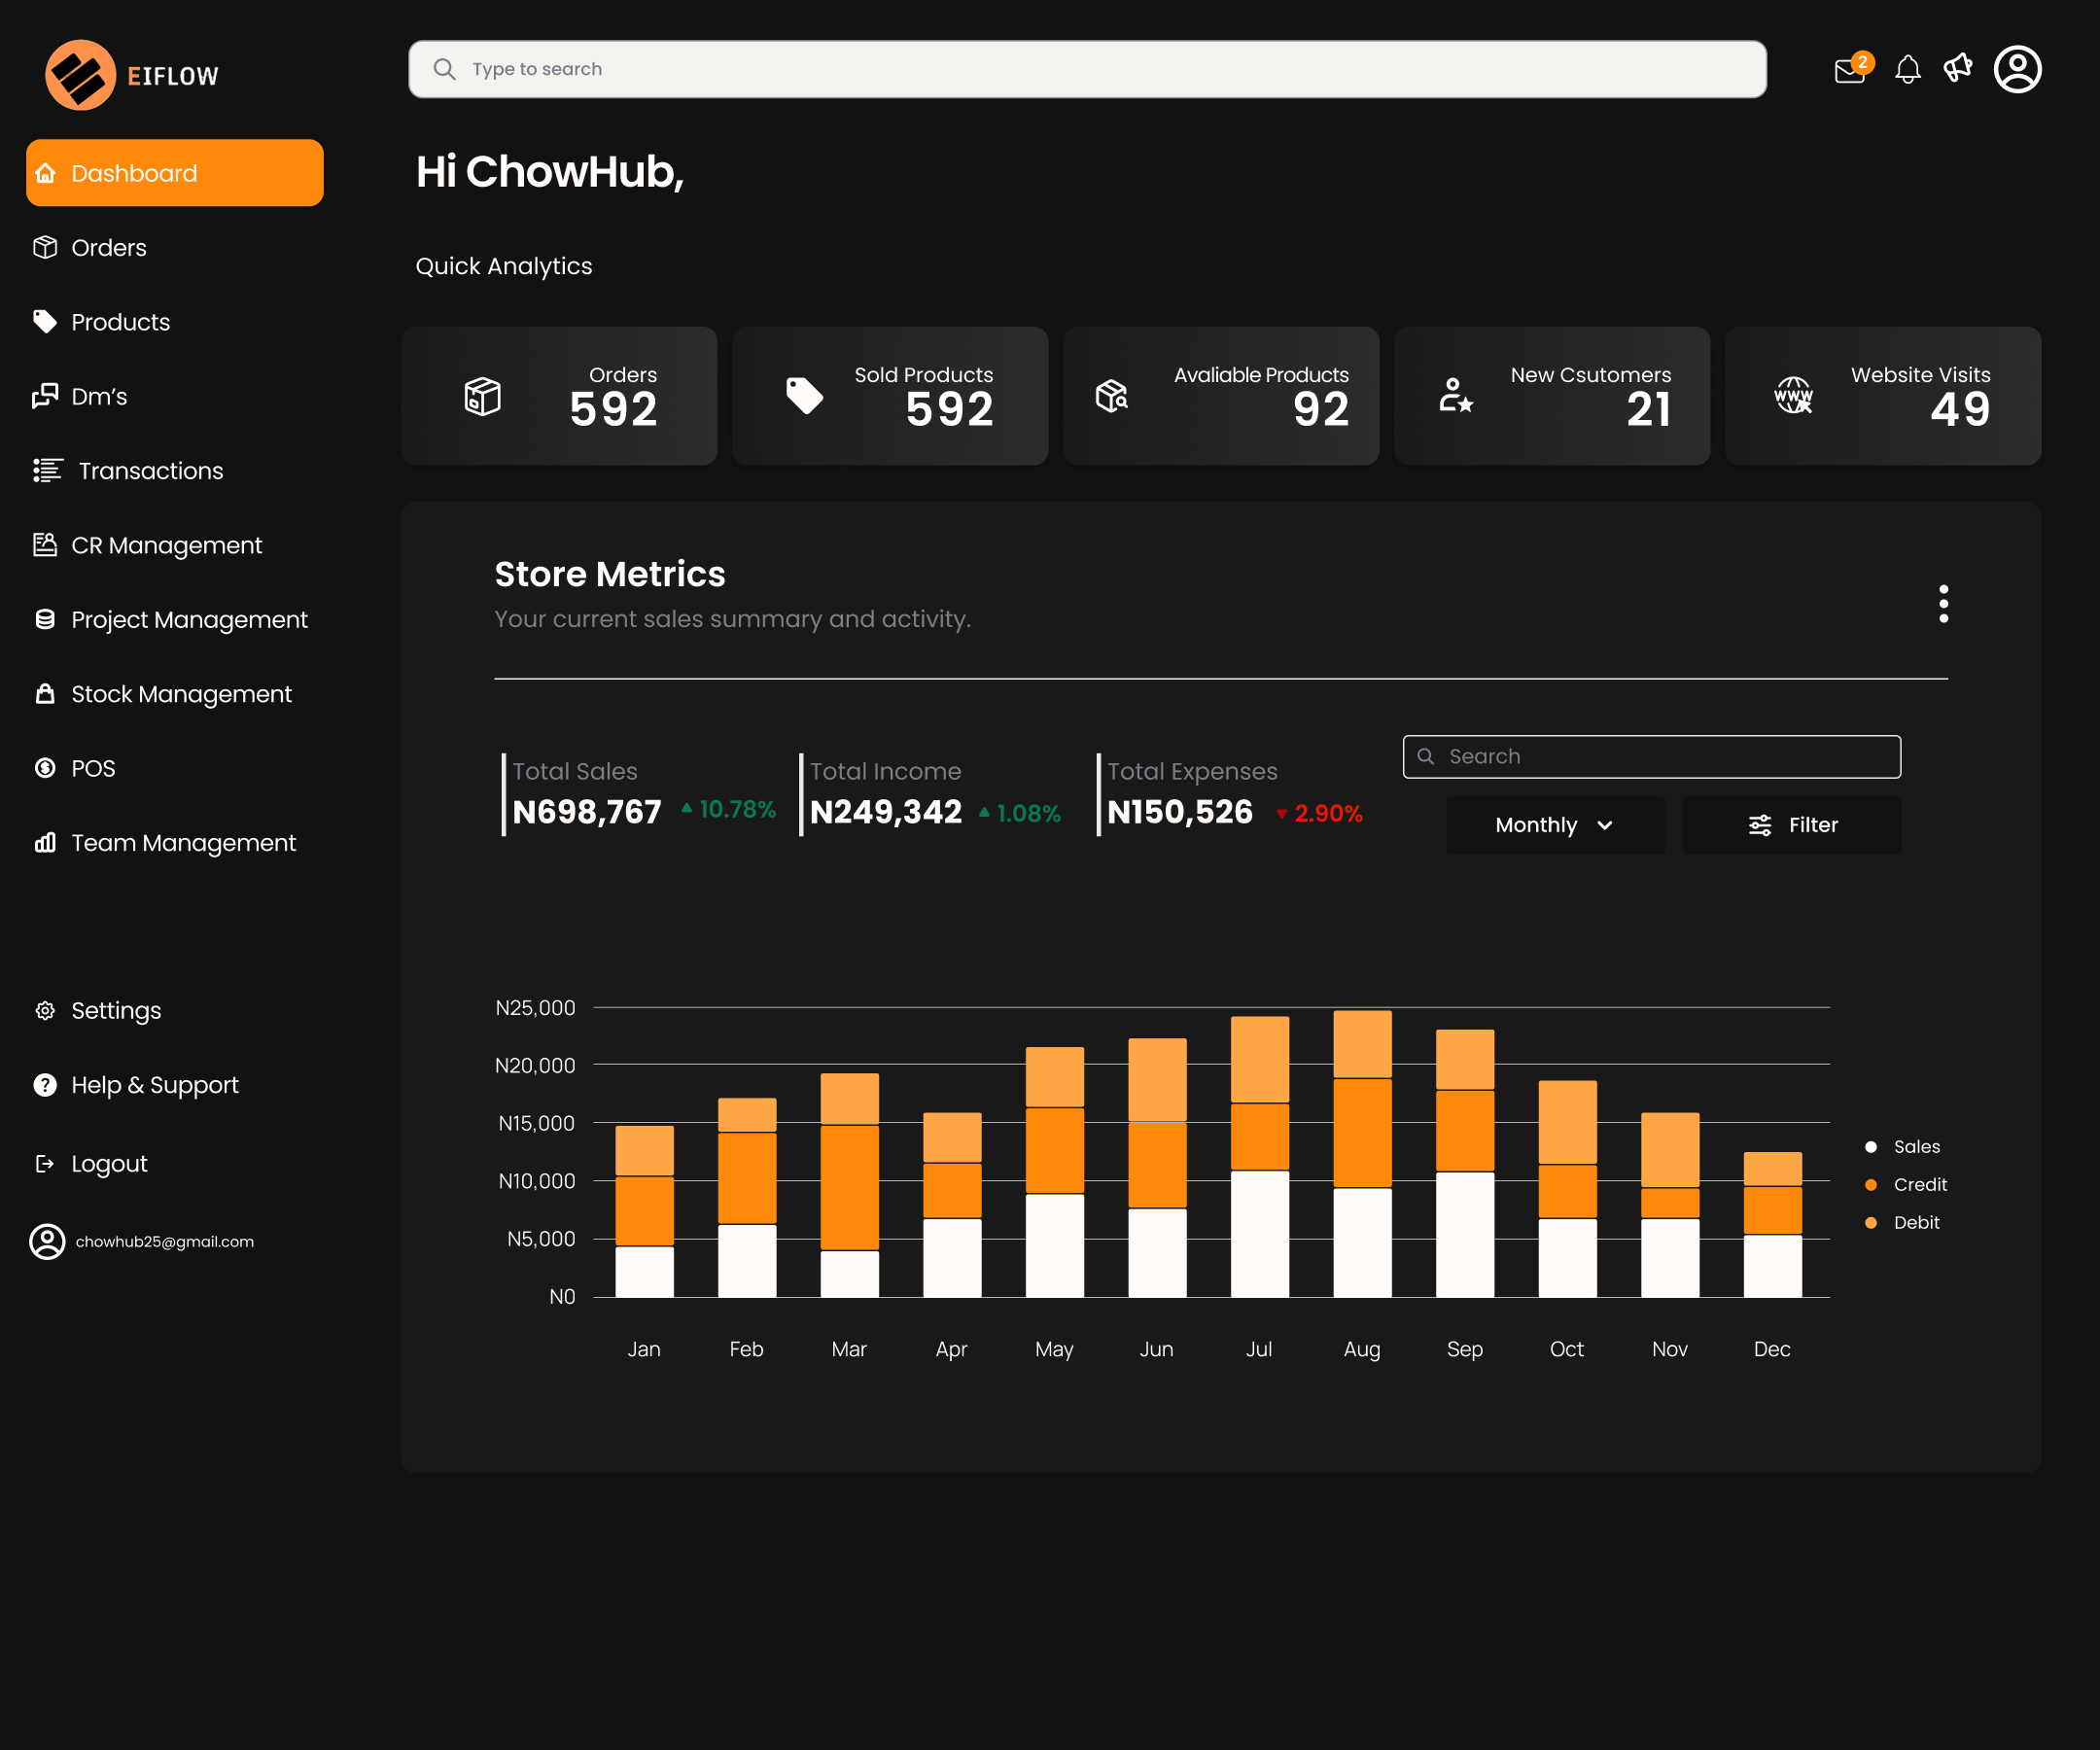 EIFLOW
Type to search
2
Dashboard
Orders
Products
Dm's
Transactions
CR Management
Project Management
Stock Management
POS
Team Management
Settings
Help & Support
Logout
chowhub25@gmail.com
Hi ChowHub,
Quick Analytics
Orders
592
Sold Products
592
Avaliable Products
92
New Csutomers
21
WWW
Website Visits
49
Store Metrics
Your current sales summary and activity.
Total Sales
N698,767 10.78%
Total Income
N249,342 1.08%
Total Expenses
N150,526 2.90%
Search
Monthly
Filter
N25,000
N20,000
N15,000
N10,000
N5,000
N0
Jan Feb Mar Apr May Jun Jul Aug Sep Oct Nov Dec
Sales
Credit
Debit